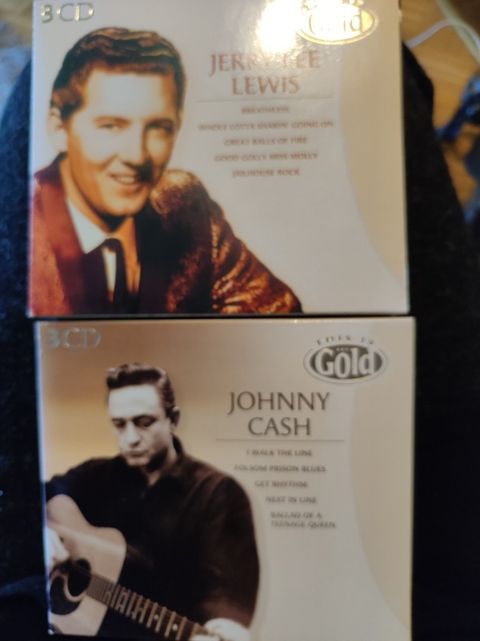 3 CD
Gold
JERRY LEE
LEWIS
BREATHLESS
WHOLE LOTTA SHAKIN' GOING ON
GREAT BALLS OF FIRE
GOOD GOLLY MISS MOLLY
JAILHOUSE ROCK
3 CD
Gold
JOHNNY
CASH
I WALK THE LINE
FOLSOM PRISON BLUES
GET RHYTHM
NEXT IN LINE
BALLAD OF A
TEENAGE QUEEN